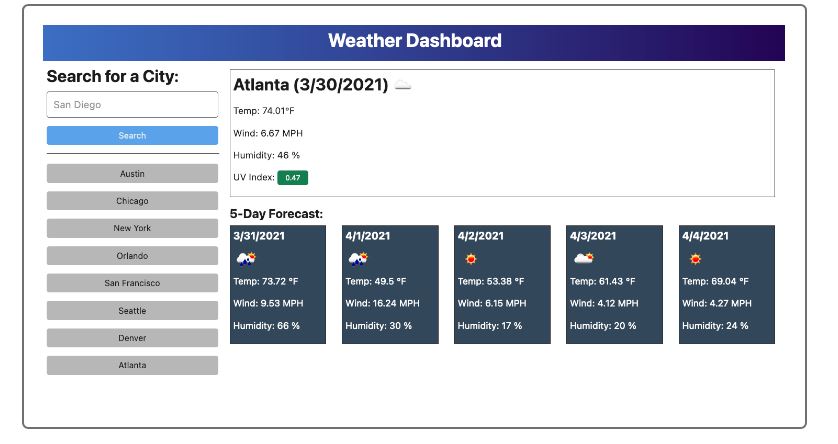 Weather Dashboard
Search for a City:
San Diego
Search
Austin
Chicago
New York
Orlando
San Francisco
Seattle
Denver
Atlanta
Atlanta (3/30/2021)
Temp: 74.01°F
Wind: 6.67 MPH
Humidity: 46 %
UV Index: 0.47
5-Day Forecast:
3/31/2021
Temp: 73.72 °F
Wind: 9.53 MPH
Humidity: 66 %
4/1/2021
Temp: 49.5 °F
Wind: 16.24 MPH
Humidity: 30 %
4/2/2021
Temp: 53.38 °F
Wind: 6.15 MPH
Humidity: 17 %
4/3/2021
Temp: 61.43 °F
Wind: 4.12 MPH
Humidity: 20 %
4/4/2021
Temp: 69.04 °F
Wind: 4.27 MPH
Humidity: 24 %